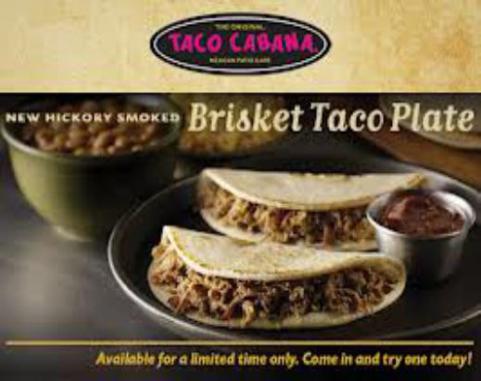 THE ORIGINAL
TACO CABANA.
MEXICAN PATIO CAFE
NEW HICKORY SMOKED Brisket Taco Plate
Available for a limited time only. Come in and try one today!